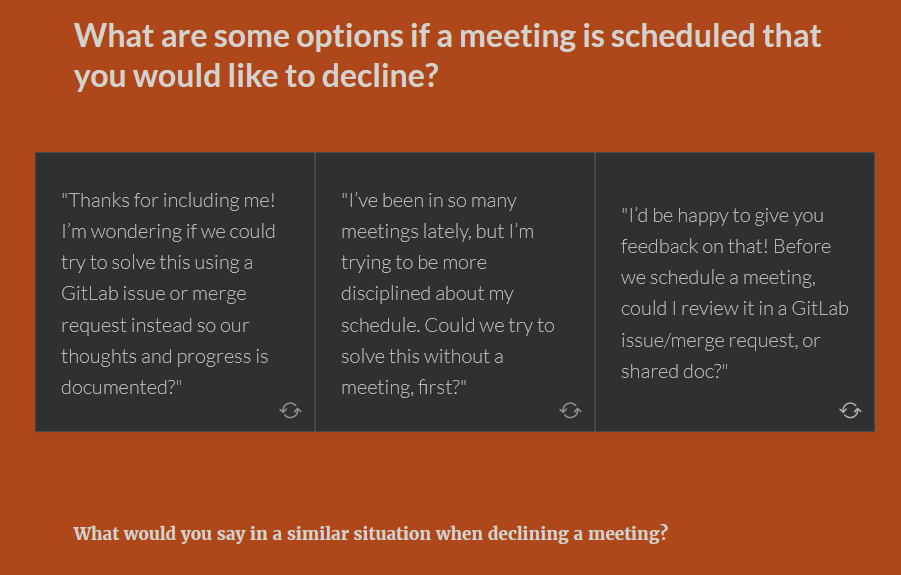 What are some options if a meeting is scheduled that
you would like to decline?
"Thanks for including me!
I’m wondering if we could
try to solve this using a
GitLab issue or merge
request instead so our
thoughts and progress is
documented?"
"I’ve been in so many
meetings lately, but I’m
trying to be more
disciplined about my
schedule. Could we try to
solve this without a
meeting, first?"
"I’d be happy to give you
feedback on that! Before
we schedule a meeting,
could I review it in a GitLab
issue/merge request, or
shared doc?"
What would you say in a similar situation when declining a meeting?